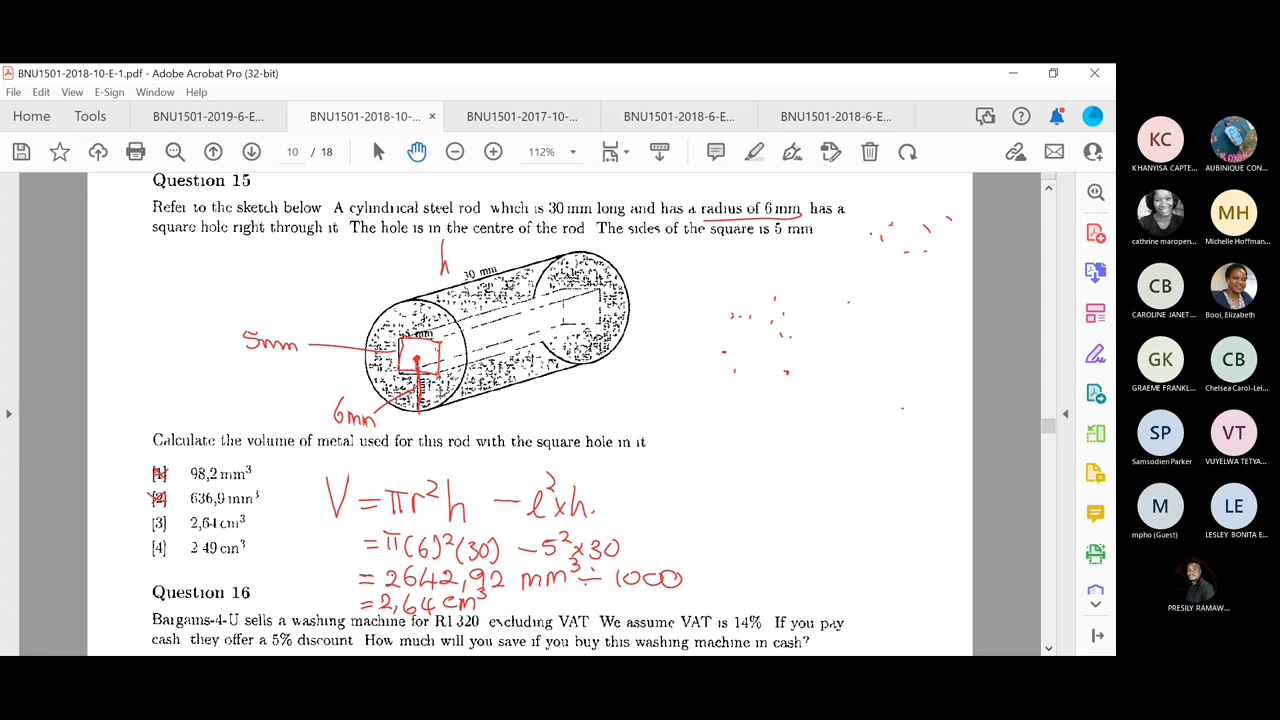 BNU1501-2018-10-E-1.pdf - Adobe Acrobat Pro (32-bit)
File Edit View E-Sign Window Help
Home Tools BNU1501-2019-6-E... BNU1501-2018-10-... × BNU1501-2017-10-... BNU1501-2018-6-E... BNU1501-2018-6-E...
10 / 18 112%
Question 15
Refer to the sketch below A cylindrical steel rod which is 30 mm long and has a radius of 6 mm has a
square hole right through it The hole is in the centre of the rod The sides of the square is 5 mm
h
30 mm
mm
5mm
6mm
Calculate the volume of metal used for this rod with the square hole in it
[1] 98,2 mm³
[2] 636,9 mm³
[3] 2,64 cm³
[4] 2 49 cm³
V = πr²h - l²xh.
= π(6)²(30) - 5²x30
= 2642,92 mm³ ÷ 1000
= 2,64 cm³
Question 16
Bargains-4-U sells a washing machine for R1 320 excluding VAT We assume VAT is 14% If you pay
cash they offer a 5% discount How much will you save if you buy this washing machine in cash?
KC
KHANYISA CAPTE...
AUBINIQUE CON...
cathrine maropen...
MH
Michelle Hoffman...
CB
CAROLINE JANET...
Booi, Elizabeth
GK
GRAEME FRANKL...
CB
Chelsea Carol-Lei...
SP
Samsodien Parker
VT
VUYELWA TETYA...
M
mpho (Guest)
LE
LESLEY BONITA E...
PRESILY RAMAW...